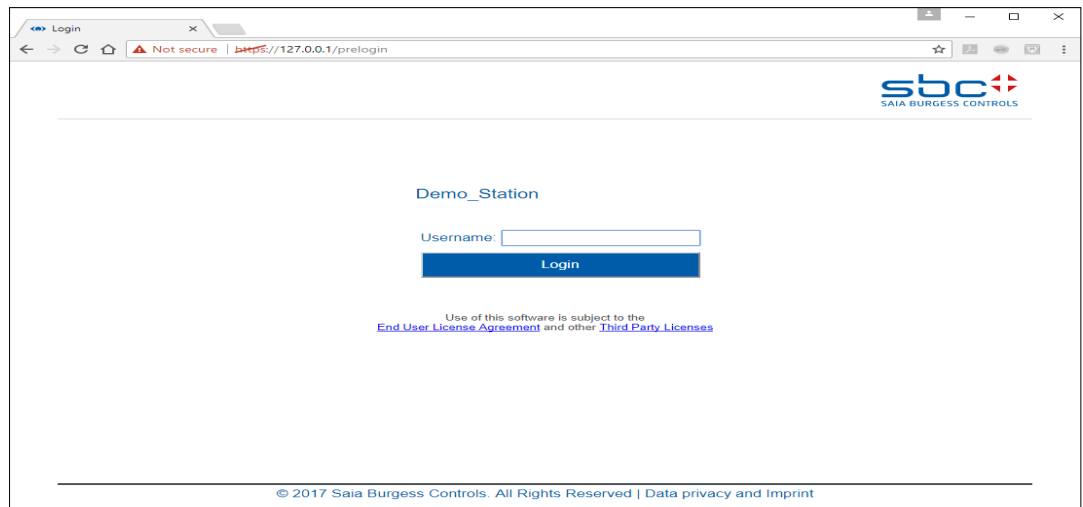 Login
Not secure | https://127.0.0.1/prelogin
sbc
SAIA BURGESS CONTROLS
Demo_Station
Username:
Login
Use of this software is subject to the
End User License Agreement and other Third Party Licenses
© 2017 Saia Burgess Controls. All Rights Reserved | Data privacy and Imprint